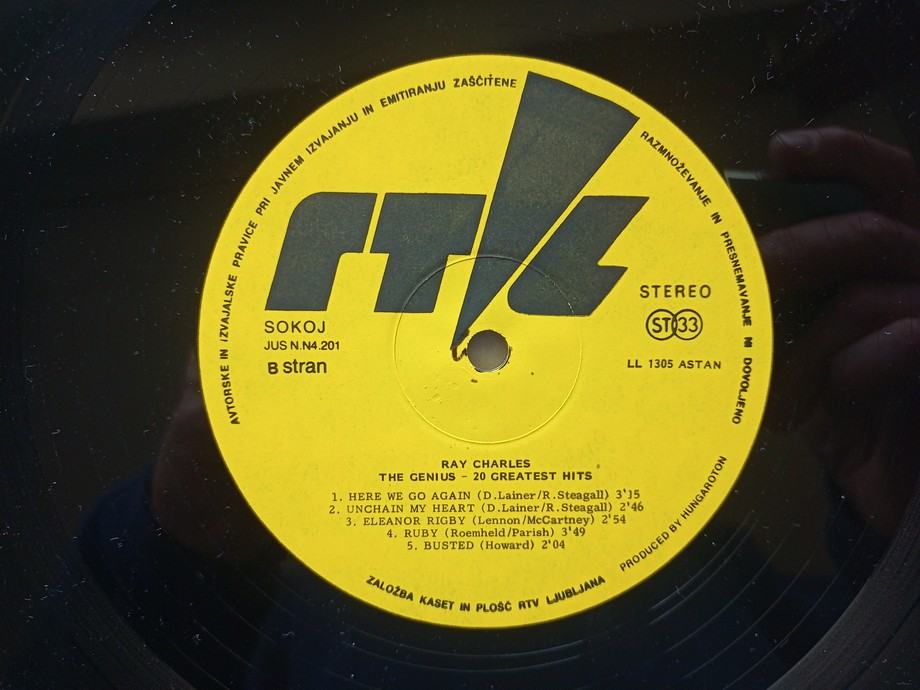 AVTORSKE IN IZVAJALSKE PRAVICE PRI JAVNEM IZVAJANJU IN EMITIRANJU ZAŠČITENE
RAZMNOŽEVANJE IN PRESNEMAVANJE NI DOVOLJENO
RTL
SOKOJ
JUS N.N4.201
B stran
STEREO
ST 33
LL 1305 ASTAN
RAY CHARLES
THE GENIUS - 20 GREATEST HITS
1. HERE WE GO AGAIN (D.Lainer/R.Steagall) 3'15
2. UNCHAIN MY HEART (D.Lainer/R.Steagall) 2'46
3. ELEANOR RIGBY (Lennon/McCartney) 2'54
4. RUBY (Roemheld/Parish) 3'49
5. BUSTED (Howard) 2'04
PRODUCED BY HUNGAROTON
ZALOŽBA KASET IN PLOŠČ RTV LJUBLJANA